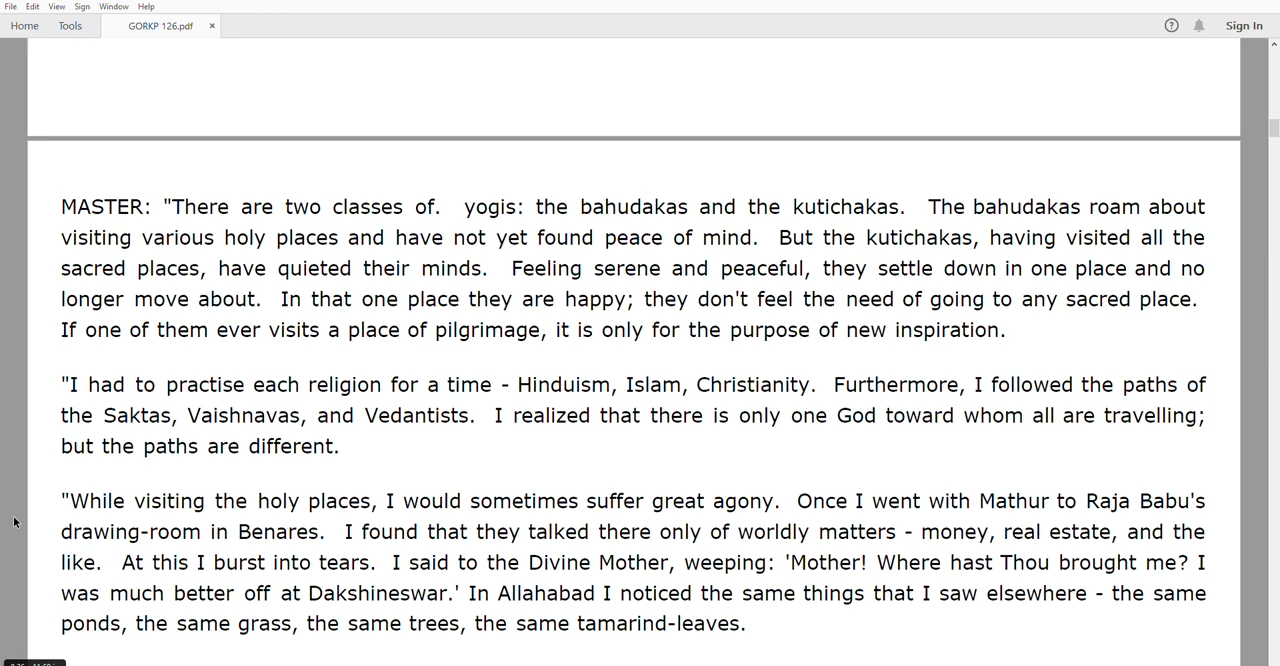 File Edit View Sign Window Help
Home Tools GORKP 126.pdf × ? Sign In
MASTER: "There are two classes of. yogis: the bahudakas and the kutichakas. The bahudakas roam about
visiting various holy places and have not yet found peace of mind. But the kutichakas, having visited all the
sacred places, have quieted their minds. Feeling serene and peaceful, they settle down in one place and no
longer move about. In that one place they are happy; they don't feel the need of going to any sacred place.
If one of them ever visits a place of pilgrimage, it is only for the purpose of new inspiration.
"I had to practise each religion for a time - Hinduism, Islam, Christianity. Furthermore, I followed the paths of
the Saktas, Vaishnavas, and Vedantists. I realized that there is only one God toward whom all are travelling;
but the paths are different.
"While visiting the holy places, I would sometimes suffer great agony. Once I went with Mathur to Raja Babu's
drawing-room in Benares. I found that they talked there only of worldly matters - money, real estate, and the
like. At this I burst into tears. I said to the Divine Mother, weeping: 'Mother! Where hast Thou brought me? I
was much better off at Dakshineswar.' In Allahabad I noticed the same things that I saw elsewhere - the same
ponds, the same grass, the same trees, the same tamarind-leaves.